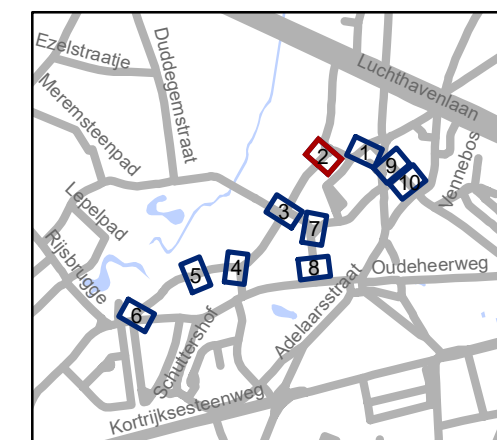 Ezelstraatje
Duddegemstraat
Luchthavenlaan
Meremsteenpad
Vennebos
1
2
9
10
Lepelpad
3
7
Rijsbrugge
5
4
8
Oudeheerweg
6
Schuttershof
Adelaarsstraat
Kortrijksesteenweg